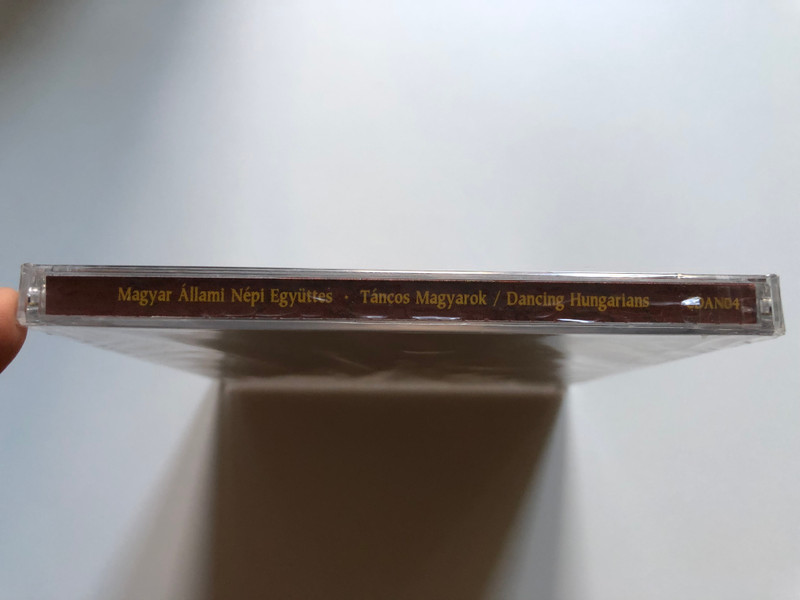 Magyar Állami Népi Együttes · Táncos Magyarok / Dancing Hungarians